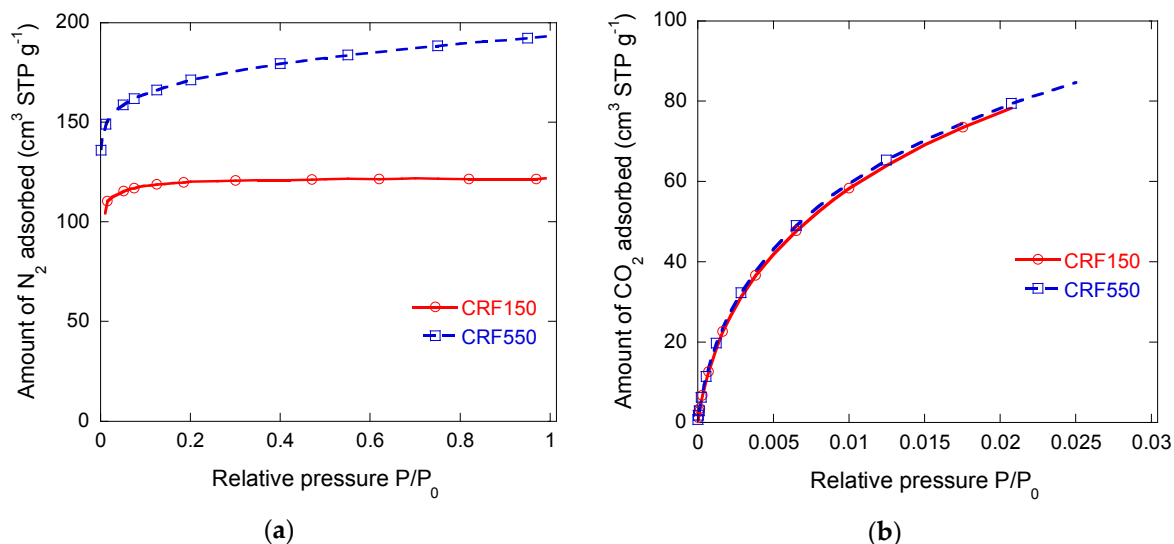 200
150
100
50
0
Amount of N₂ adsorbed (cm³ STP g⁻¹)
CRF150
CRF550
0 0.2 0.4 0.6 0.8 1
Relative pressure P/P₀
(a)
100
80
60
40
20
0
Amount of CO₂ adsorbed (cm³ STP g⁻¹)
CRF150
CRF550
0 0.005 0.01 0.015 0.02 0.025 0.03
Relative pressure P/P₀
(b)